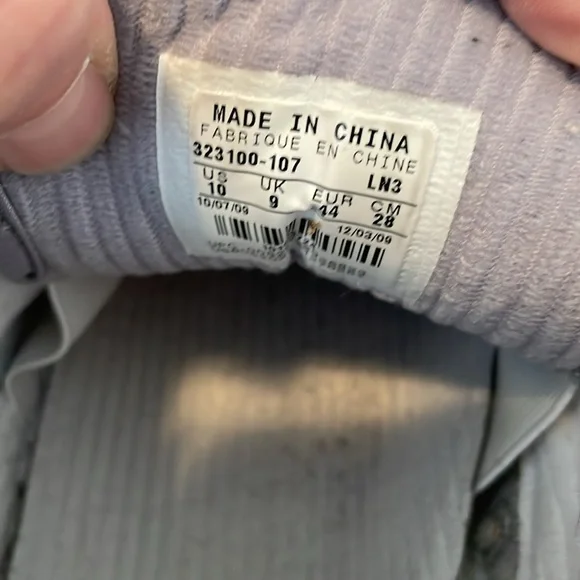 MADE IN CHINA
FABRIQUE EN CHINE
323100-107 LN3
US UK EUR CM
10 9 44 28
10/07/09 12/03/09